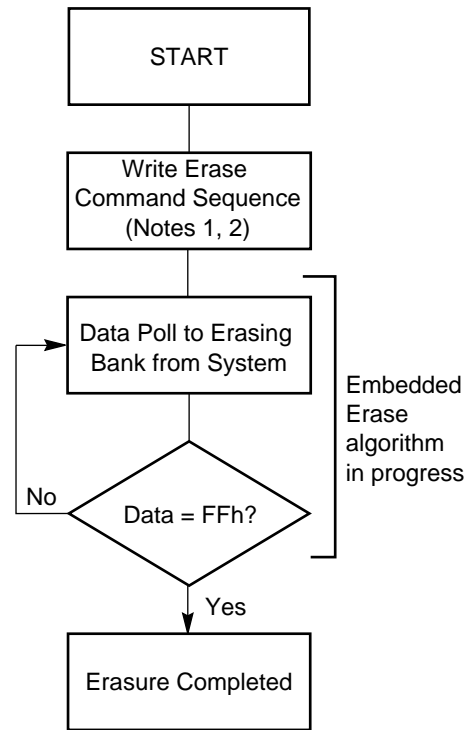 START
Write Erase
Command Sequence
(Notes 1, 2)
Data Poll to Erasing
Bank from System
Embedded
Erase
algorithm
in progress
No
Data = FFh?
Yes
Erasure Completed